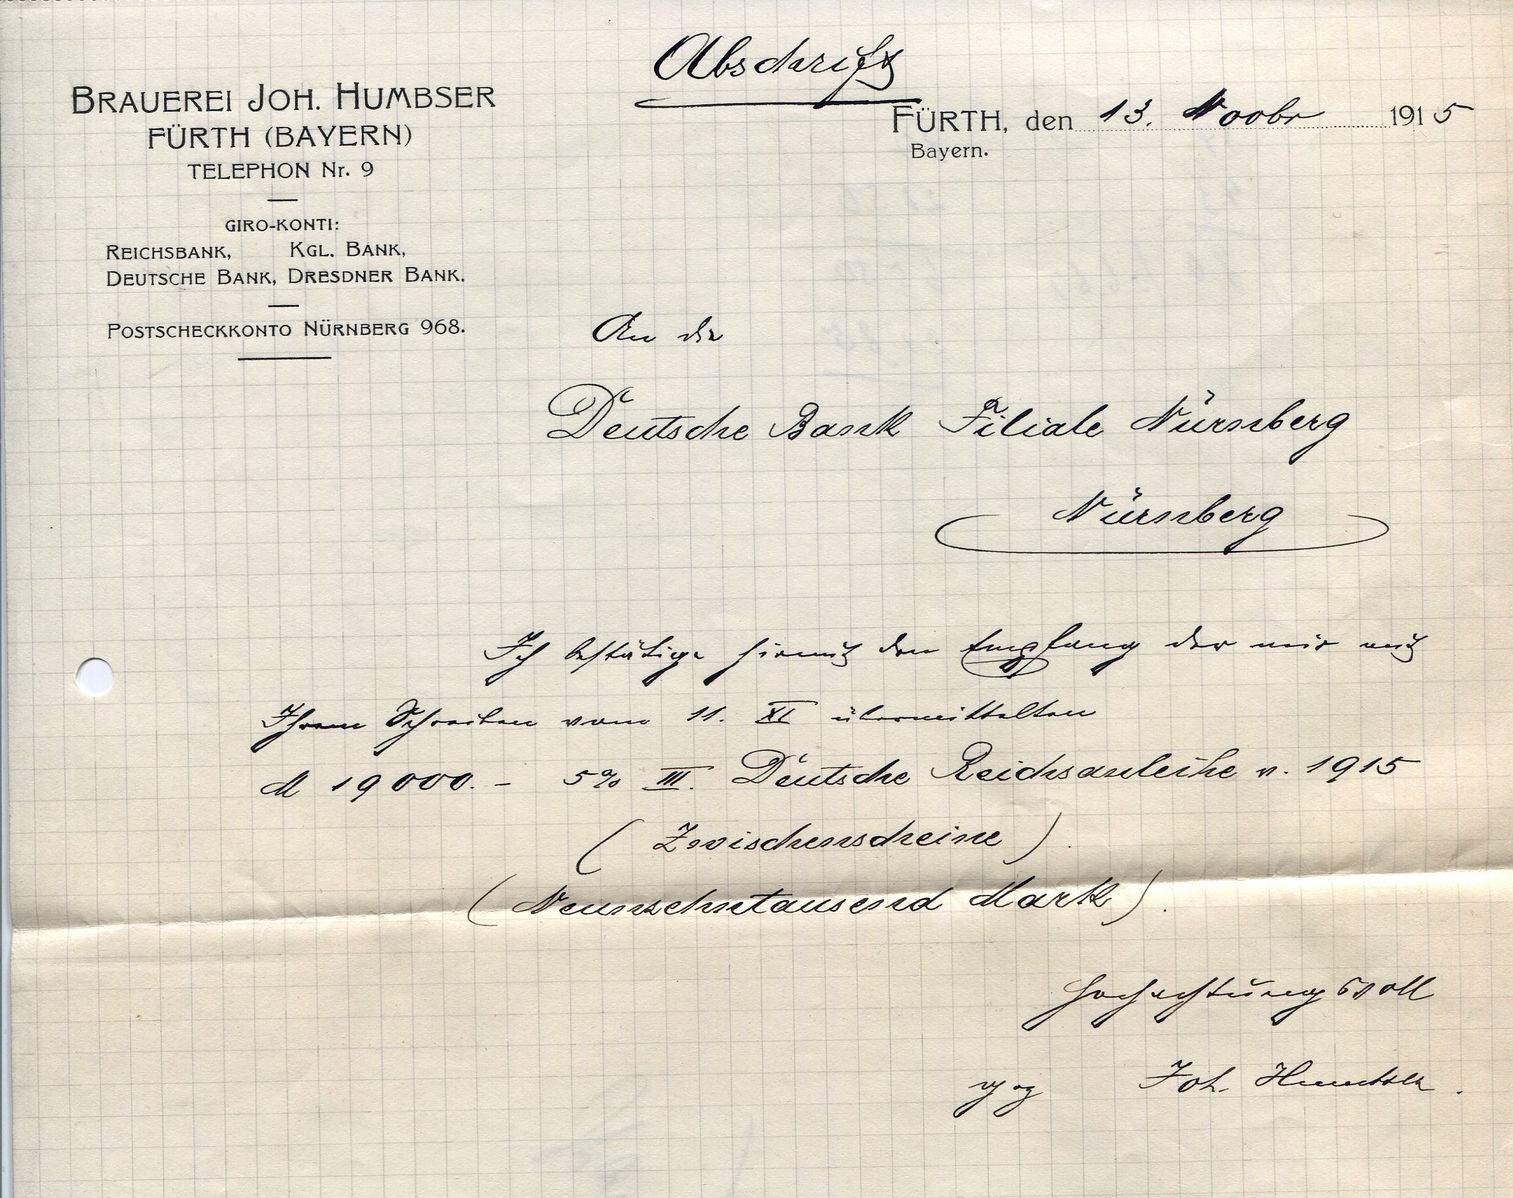 Abschrift
BRAUEREI JOH. HUMBSER
FÜRTH (BAYERN)
TELEPHON Nr. 9
GIRO-KONTI:
REICHSBANK, KGL. BANK,
DEUTSCHE BANK, DRESDNER BANK.
POSTSCHECKKONTO NÜRNBERG 968.
FÜRTH, den 13. Novbr 1915
Bayern.
An die
Deutsche Bank Filiale Nürnberg
Nürnberg
Ich bestätige hiermit den Empfang der mir mit
Ihrem Schreiben vom 11. XI. übermittelten
M 19000.- 5% III. Deutsche Reichsanleihe v. 1915
(Zwischenscheine).
(Neunzehntausend Mark).
Hochachtungsvoll
gez Joh. Humbser.